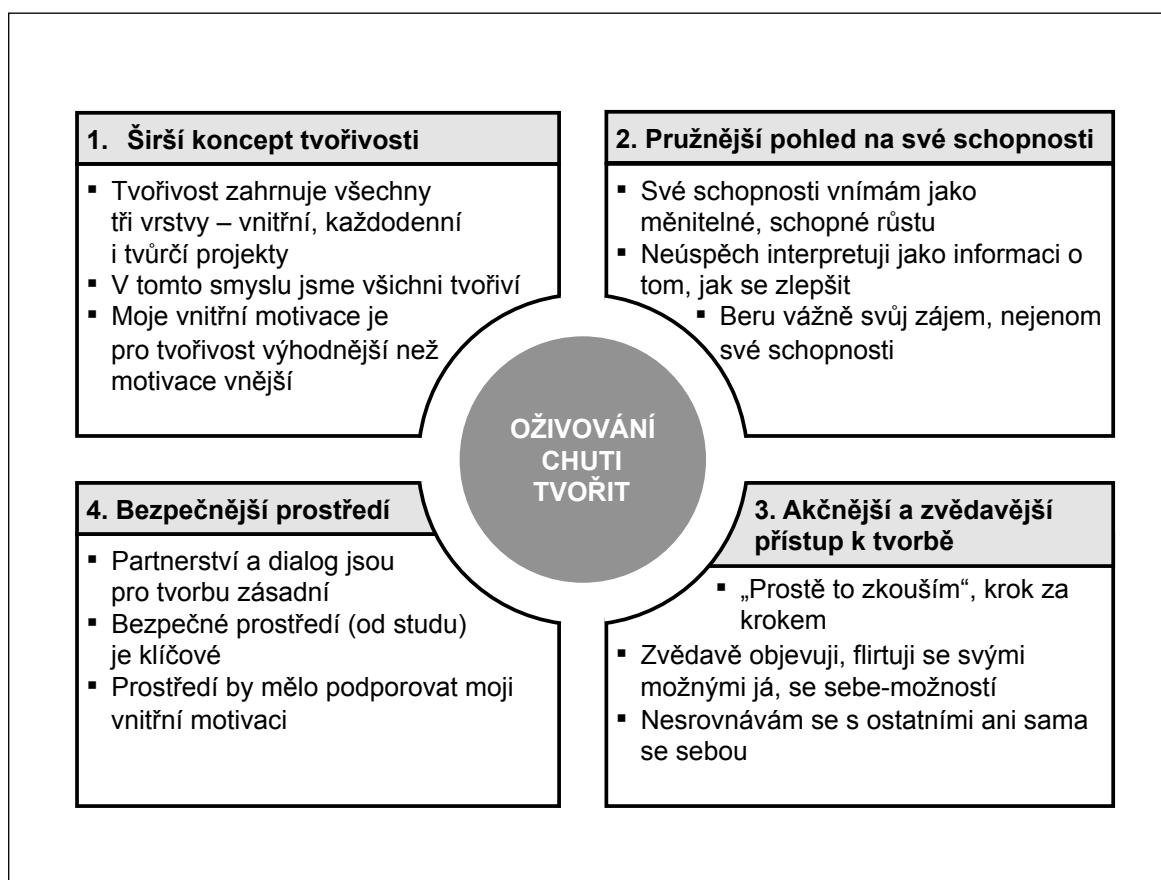 1. Širší koncept tvořivosti
▪ Tvořivost zahrnuje všechny
tři vrstvy – vnitřní, každodenní
i tvůrčí projekty
▪ V tomto smyslu jsme všichni tvořiví
▪ Moje vnitřní motivace je
pro tvořivost výhodnější než
motivace vnější
2. Pružnější pohled na své schopnosti
▪ Své schopnosti vnímám jako
měnitelné, schopné růstu
▪ Neúspěch interpretuji jako informaci o
tom, jak se zlepšit
▪ Beru vážně svůj zájem, nejenom
své schopnosti
OŽIVOVÁNÍ
CHUTI
TVOŘIT
4. Bezpečnější prostředí
▪ Partnerství a dialog jsou
pro tvorbu zásadní
▪ Bezpečné prostředí (od studu)
je klíčové
▪ Prostředí by mělo podporovat moji
vnitřní motivaci
3. Akčnější a zvědavější
přístup k tvorbě
▪ „Prostě to zkouším“, krok za
krokem
▪ Zvědavě objevuji, flirtuji se svými
možnými já, se sebe-možností
▪ Nesrovnávám se s ostatními ani sama
se sebou